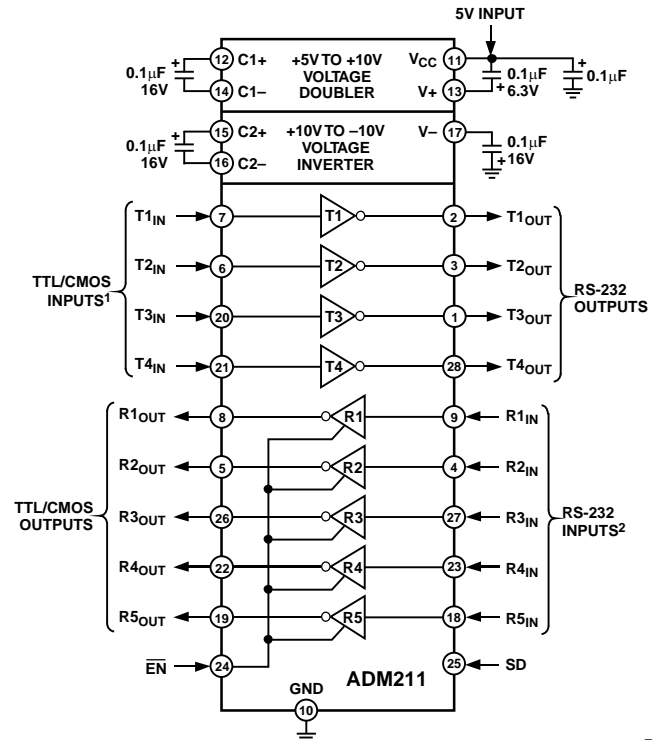 5V INPUT
0.1μF
16V
+
12
C1+
14
C1–
+5V TO +10V
VOLTAGE
DOUBLER
VCC
11
V+
13
+
0.1μF
6.3V
+
0.1μF
0.1μF
16V
+
15
C2+
16
C2–
+10V TO –10V
VOLTAGE
INVERTER
V–
17
0.1μF
+
16V
TTL/CMOS
INPUTS1
T1IN
7
T1
2
T1OUT
T2IN
6
T2
3
T2OUT
T3IN
20
T3
1
T3OUT
T4IN
21
T4
28
T4OUT
RS-232
OUTPUTS
TTL/CMOS
OUTPUTS
R1OUT
8
R1
9
R1IN
R2OUT
5
R2
4
R2IN
R3OUT
26
R3
27
R3IN
R4OUT
22
R4
23
R4IN
R5OUT
19
R5
18
R5IN
RS-232
INPUTS2
EN
24
ADM211
25
SD
GND
10